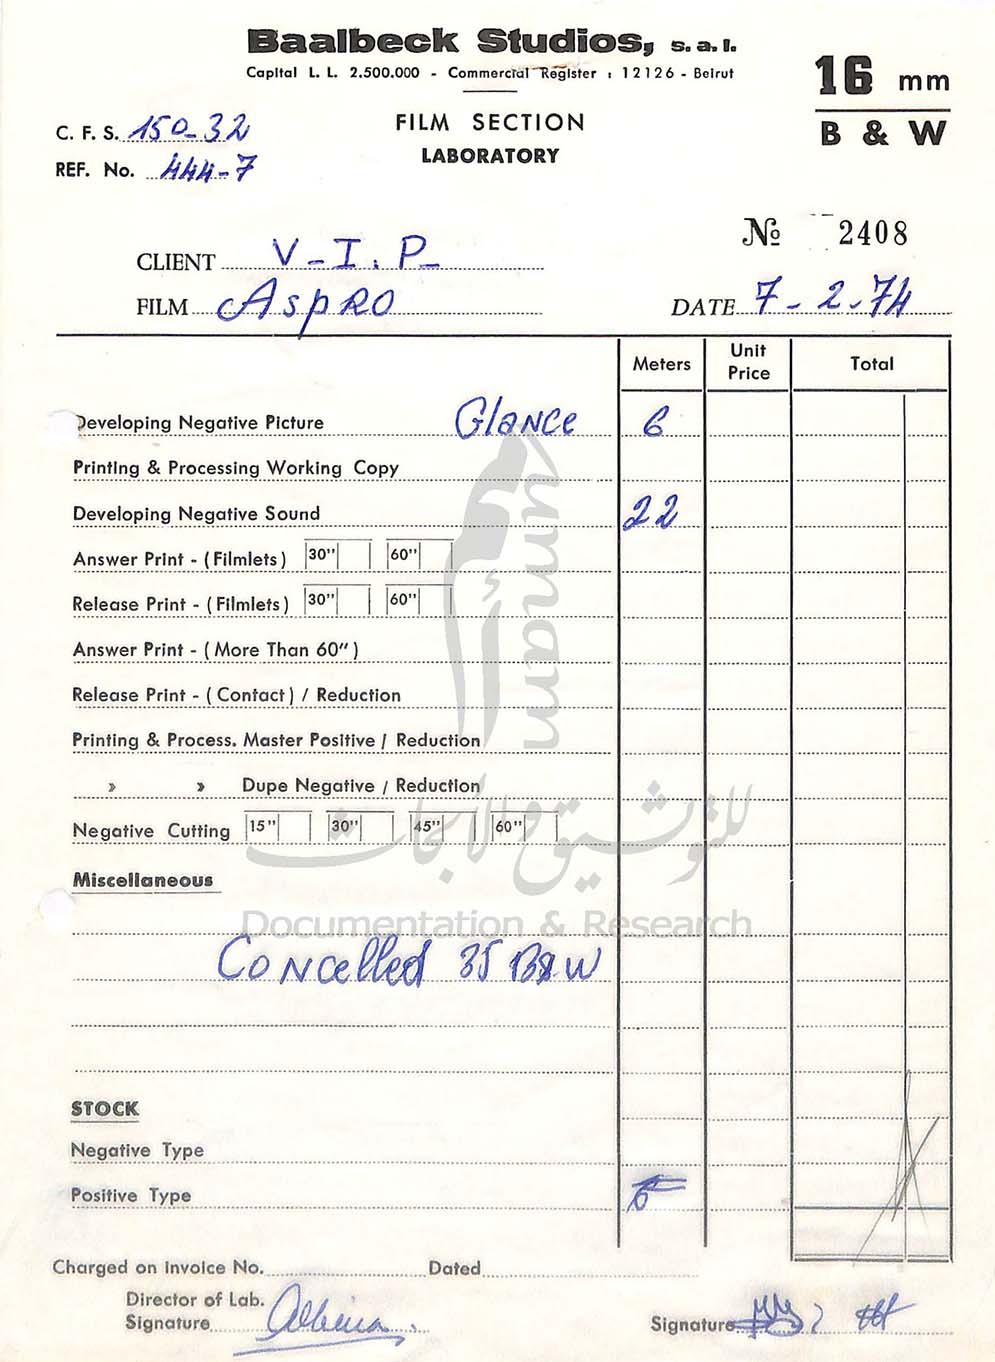 Baalbeck Studios, s.a.l.
Capital L. L. 2.500.000 - Commercial Register : 12126 - Beirut
16 mm
B & W
FILM SECTION
LABORATORY
C. F. S. 150-32
REF. No. 444-7
№ 2408
CLIENT V-I.P-
FILM Aspro
DATE 7-2-74
Meters Unit Price Total
Developing Negative Picture Glance 6
Printing & Processing Working Copy
Developing Negative Sound 22
Answer Print - (Filmlets) 30" 60"
Release Print - (Filmlets) 30" 60"
Answer Print - (More Than 60")
Release Print - (Contact) / Reduction
Printing & Process. Master Positive / Reduction
» » Dupe Negative / Reduction
Negative Cutting 15" 30" 45" 60"
Miscellaneous
Concelled 35 B&W
STOCK
Negative Type
Positive Type
Charged on Invoice No. Dated
Director of Lab.
Signature
Signature
umam
للتوثيق والأبحاث
Documentation & Research